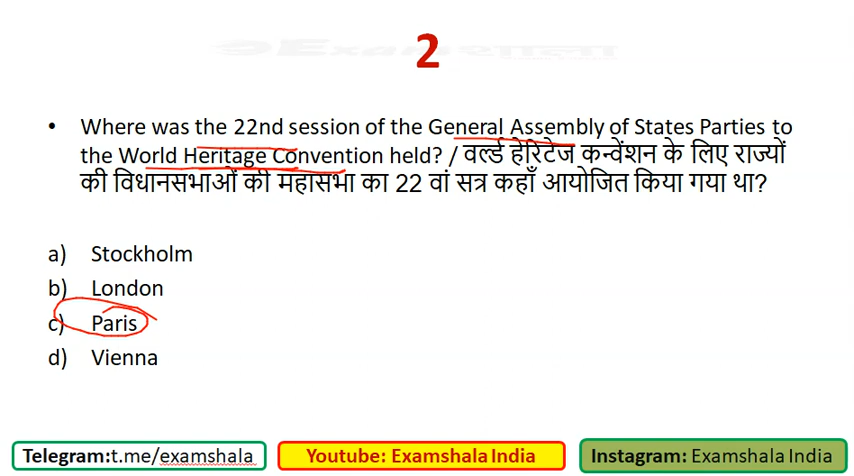 2
• Where was the 22nd session of the General Assembly of States Parties to
the World Heritage Convention held? / वर्ल्ड हेरिटेज कन्वेंशन के लिए राज्यों
की विधानसभाओं की महासभा का 22 वां सत्र कहाँ आयोजित किया गया था?
a) Stockholm
b) London
c) Paris
d) Vienna
Telegram:t.me/examshala
Youtube: Examshala India
Instagram: Examshala India